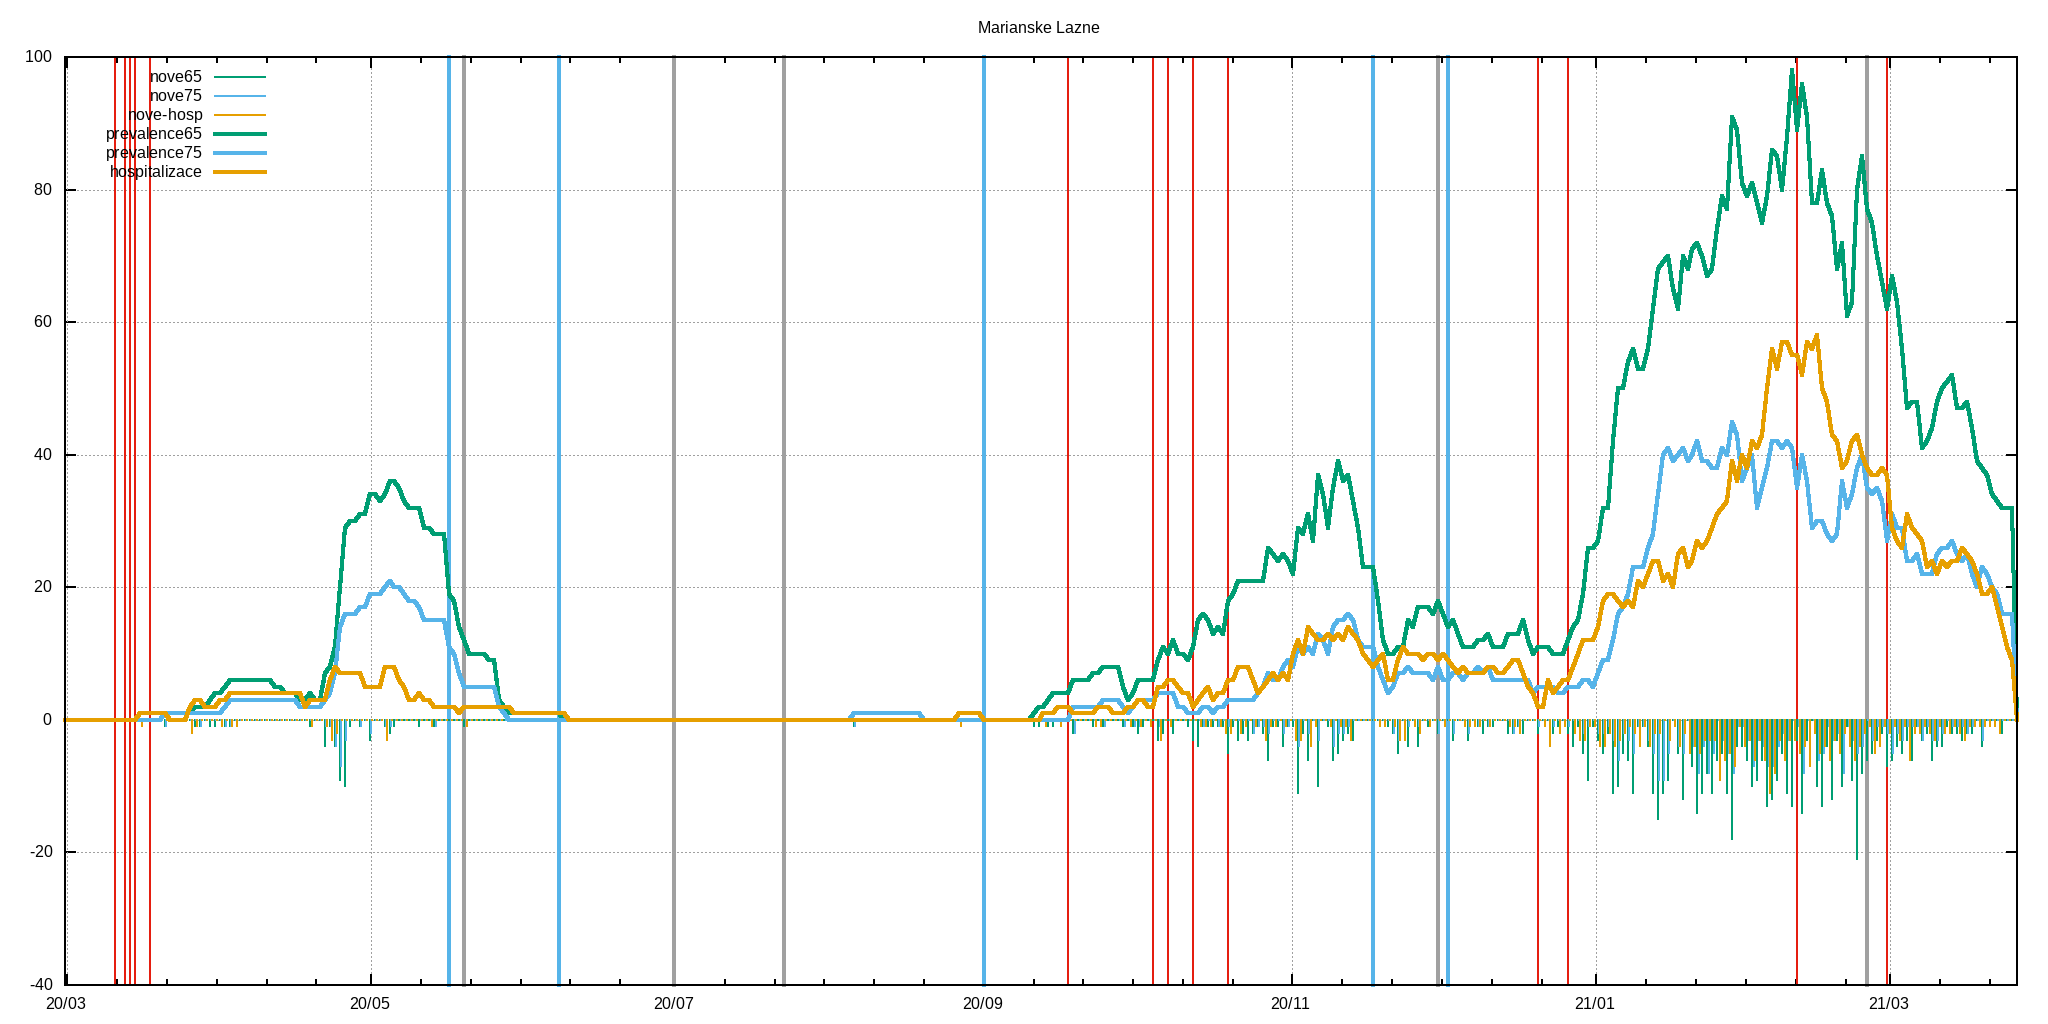 Marianske Lazne
100
nove65
nove75
nove-hosp
prevalence65
prevalence75
hospitalizace
80
60
40
20
0
-20
-40
20/03 20/05 20/07 20/09 20/11 21/01 21/03